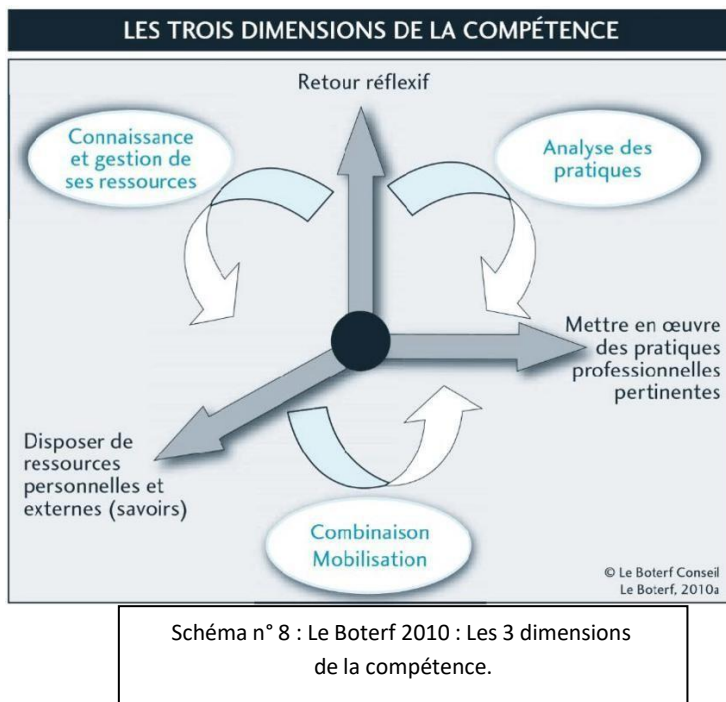 LES TROIS DIMENSIONS DE LA COMPÉTENCE
Retour réflexif
Connaissance
et gestion de
ses ressources
Analyse des
pratiques
Mettre en œuvre
des pratiques
professionnelles
pertinentes
Disposer de
ressources
personnelles et
externes (savoirs)
Combinaison
Mobilisation
© Le Boterf Conseil
Le Boterf, 2010a
Schéma n° 8 : Le Boterf 2010 : Les 3 dimensions
de la compétence.